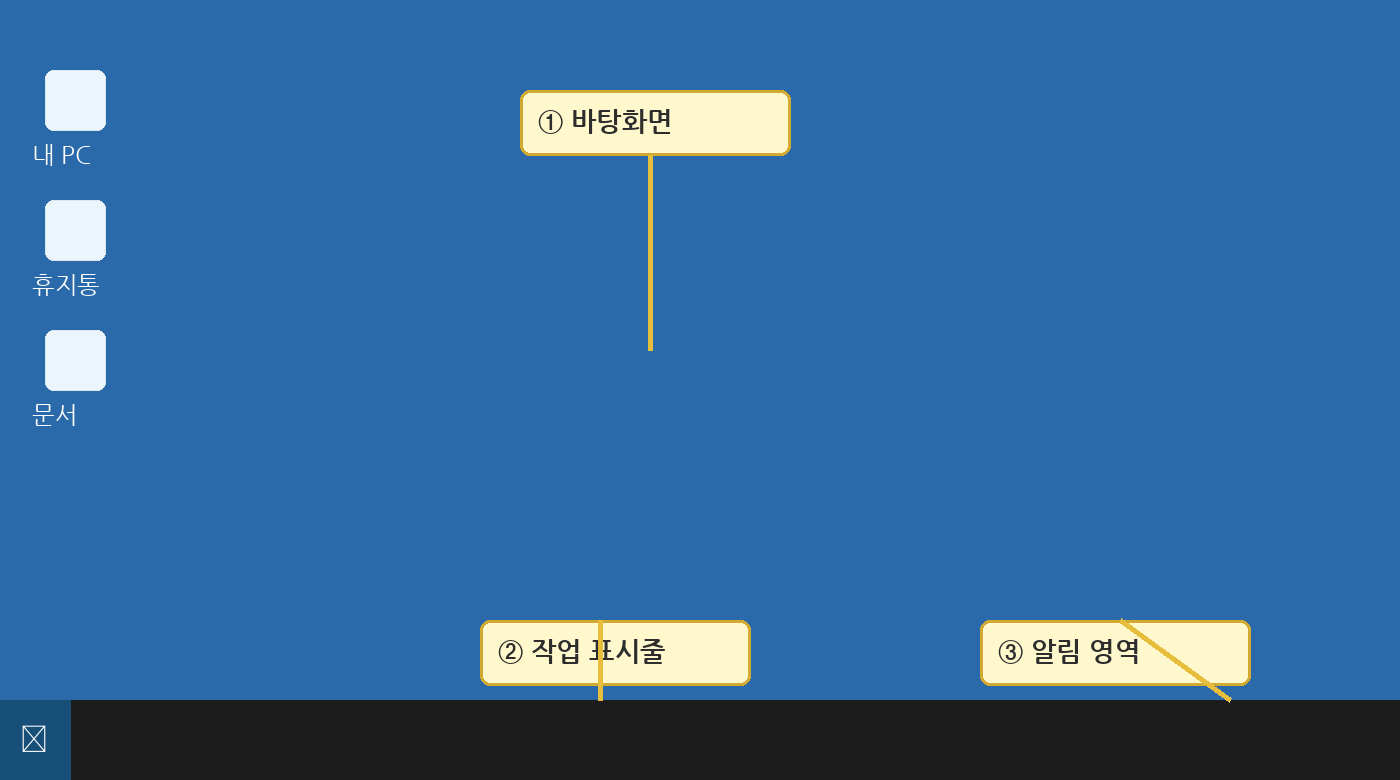 ① 바탕화면
내 PC
휴지통
문서
② 작업 표시줄
③ 알림 영역